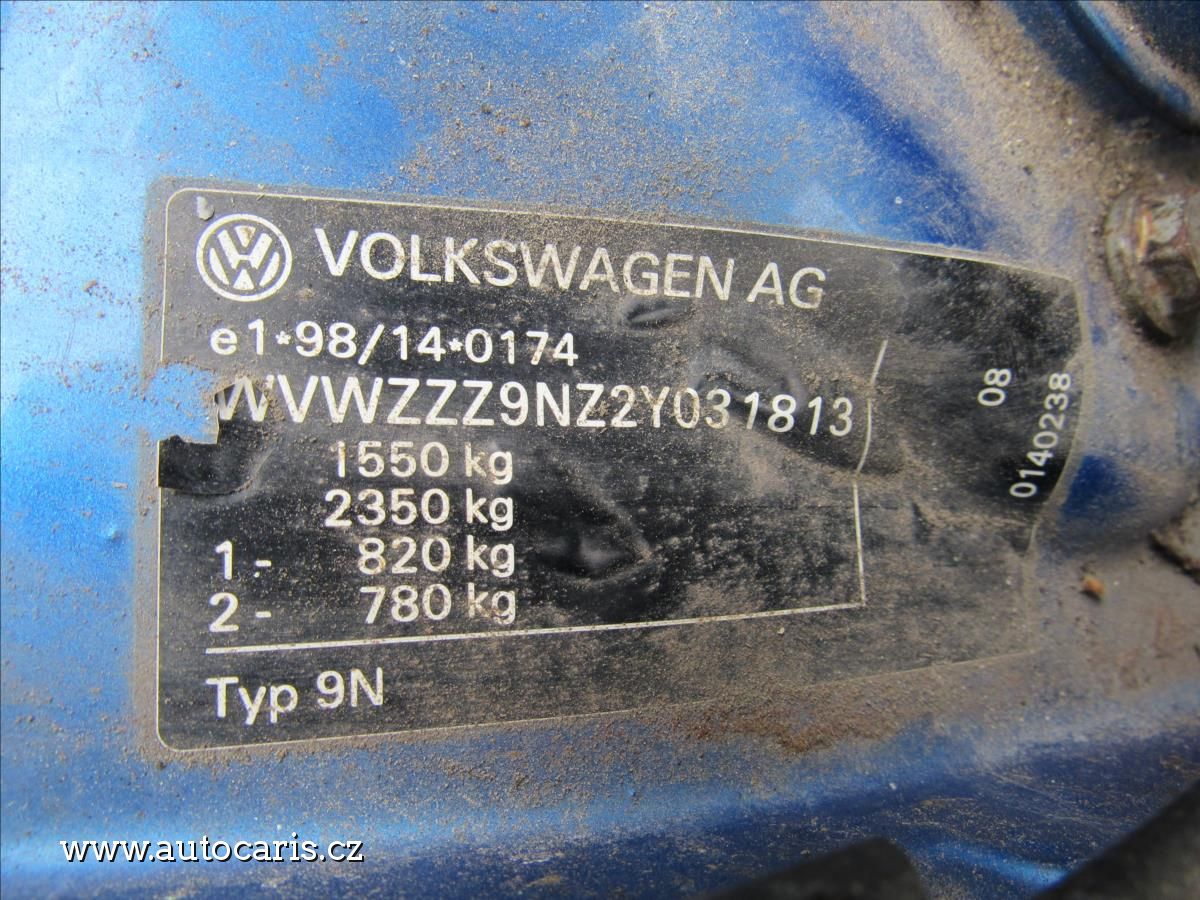 VOLKSWAGEN AG
e1*98/14*0174
WVWZZZ9NZ2Y031813
1550 kg
2350 kg
1- 820 kg
2- 780 kg
Typ 9N
08
01402238
www.autocaris.cz